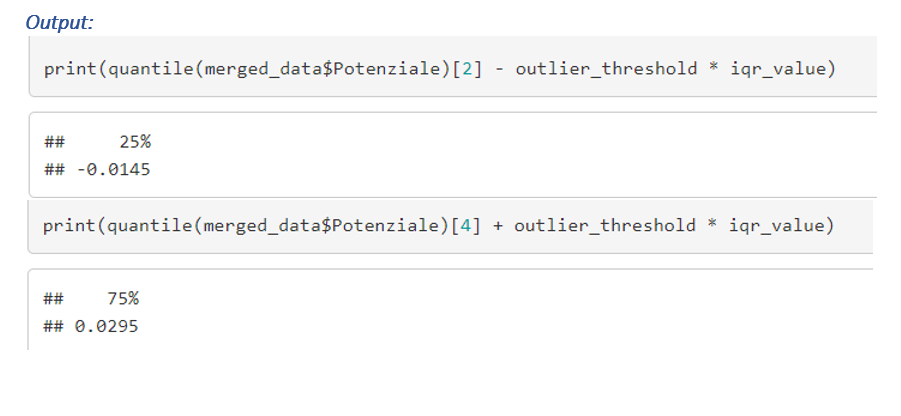 Output:
print(quantile(merged_data$Potenziale)[2] - outlier_threshold * iqr_value)
##     25%
## -0.0145
print(quantile(merged_data$Potenziale)[4] + outlier_threshold * iqr_value)
##    75%
## 0.0295